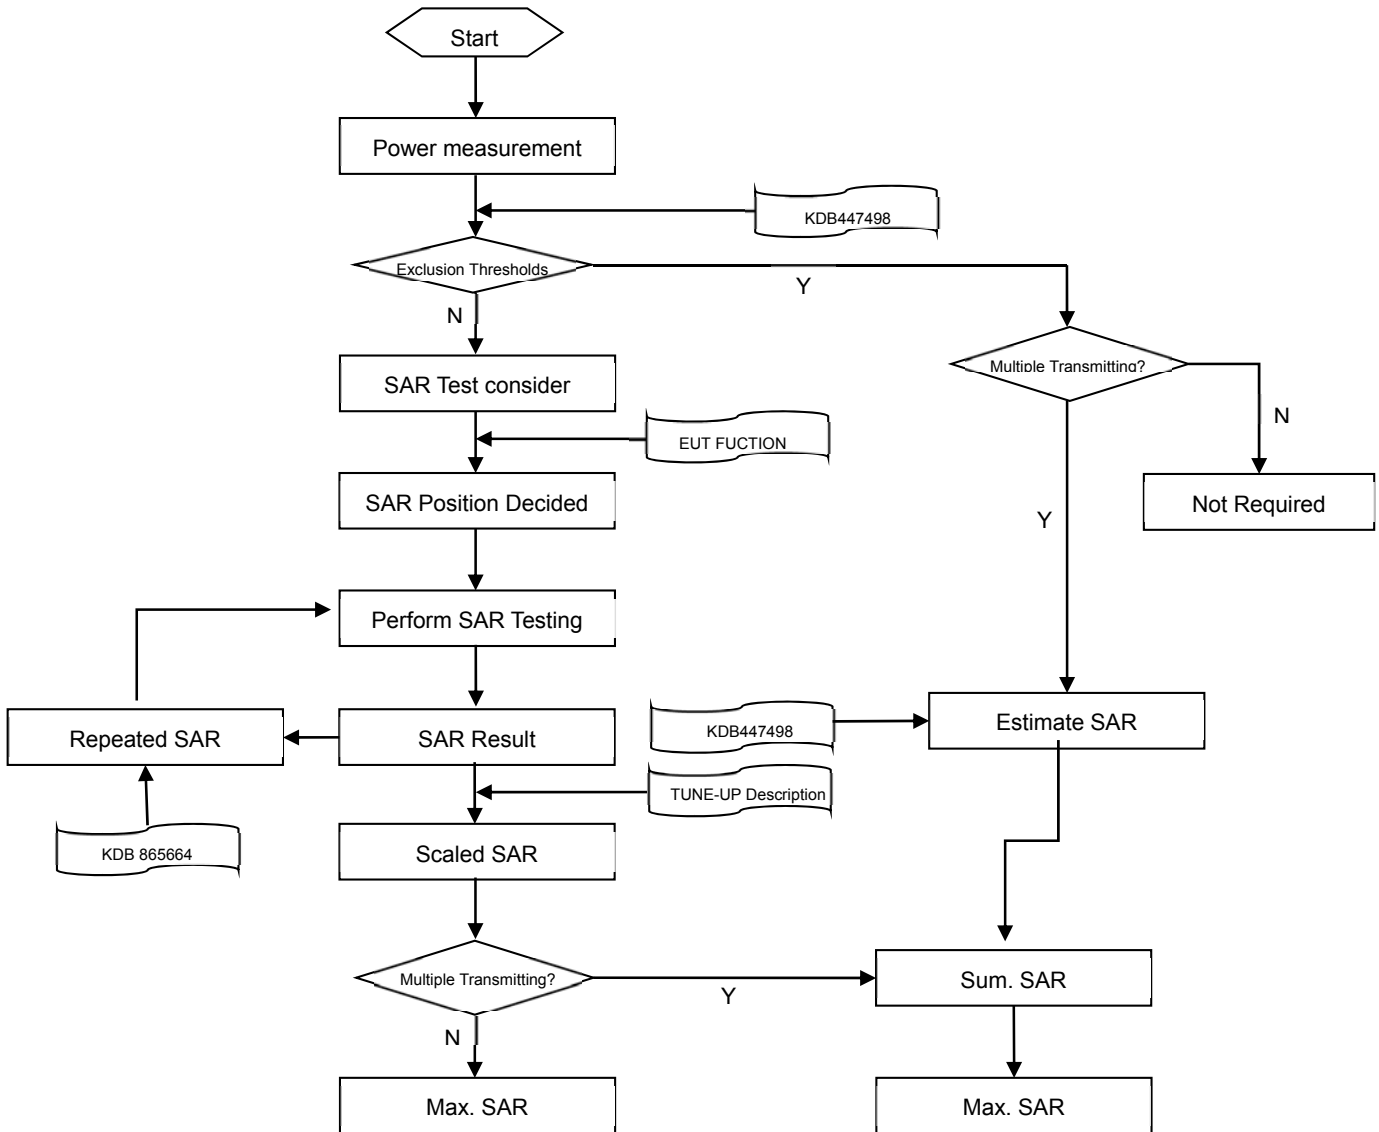 Start
Power measurement
KDB447498
Exclusion Thresholds
Y
N
Multiple Transmitting?
SAR Test consider
N
EUT FUCTION
SAR Position Decided
Not Required
Y
Perform SAR Testing
Repeated SAR
SAR Result
KDB447498
Estimate SAR
TUNE-UP Description
KDB 865664
Scaled SAR
Multiple Transmitting?
Y
Sum. SAR
N
Max. SAR
Max. SAR